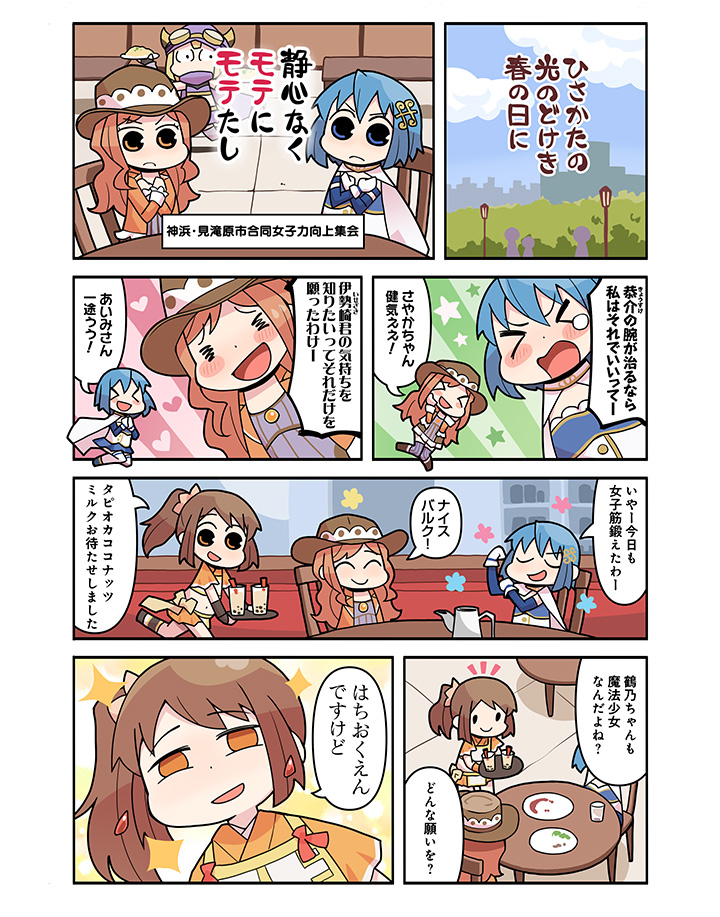 ひさかたの
光のどけき
春の日に
静心なく
モテに
モテたし
神浜・見滝原市合同女子力向上集会
恭介の腕が治るなら
きょうすけ
私はそれでいいってー
さやかちゃん
健気ええ!
伊勢崎君の気持ちを
いせざき
知りたいってそれだけを
願ったわけー
あいみさん
一途うう!
いやー今日も
女子筋鍛えたわー
ナイス
バルク!
タピオカココナッツ
ミルクお待たせしました
鶴乃ちゃんも
魔法少女
なんだよね?
どんな願いを?
はちおくえん
ですけど